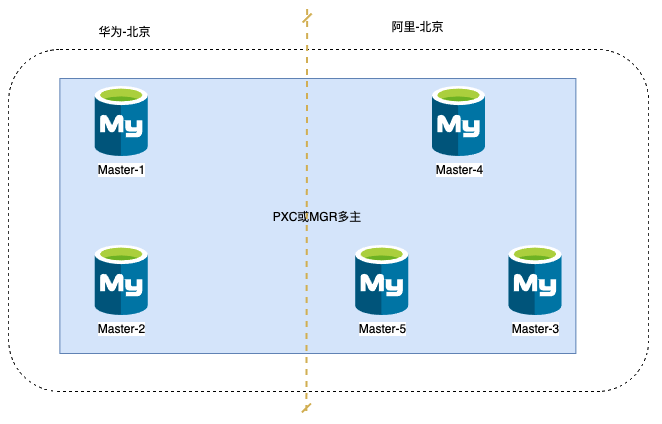 华为-北京
阿里-北京
My
My
Master-1
Master-4
PXC或MGR多主
My
My
My
Master-2
Master-5
Master-3